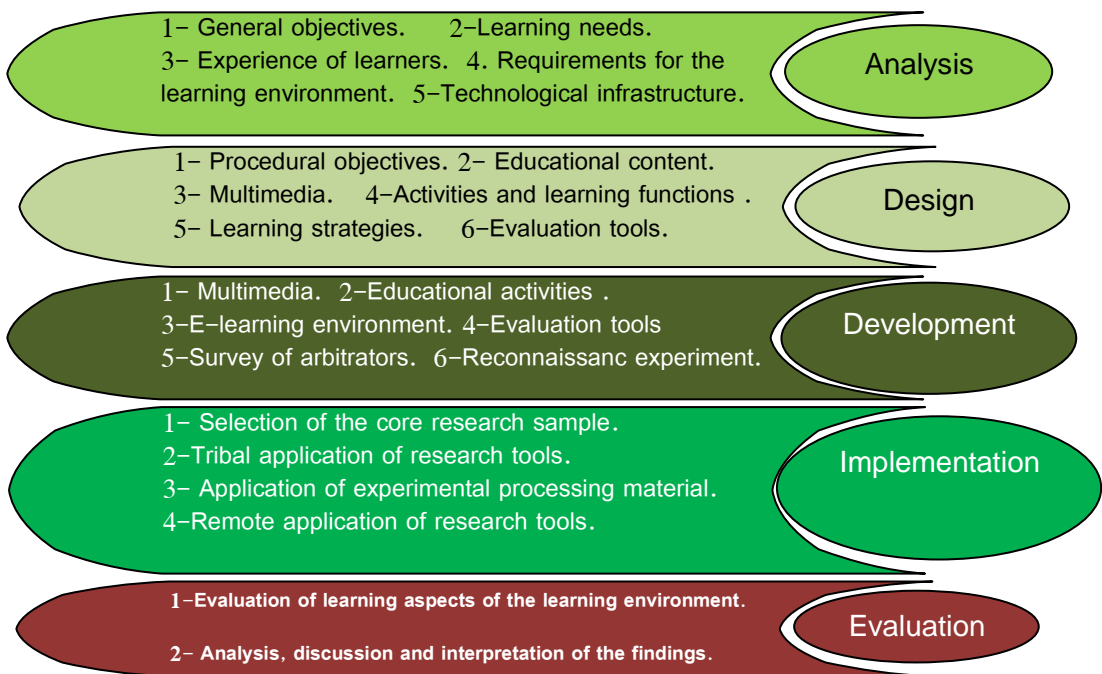 1- General objectives. 2-Learning needs.
3- Experience of learners. 4. Requirements for the
learning environment. 5-Technological infrastructure.
Analysis
1- Procedural objectives. 2- Educational content.
3- Multimedia. 4-Activities and learning functions .
5- Learning strategies. 6-Evaluation tools.
Design
1- Multimedia. 2-Educational activities .
3-E-learning environment. 4-Evaluation tools
5-Survey of arbitrators. 6-Reconnaissanc experiment.
Development
1- Selection of the core research sample.
2-Tribal application of research tools.
3- Application of experimental processing material.
4-Remote application of research tools.
Implementation
1-Evaluation of learning aspects of the learning environment.
2- Analysis, discussion and interpretation of the findings.
Evaluation